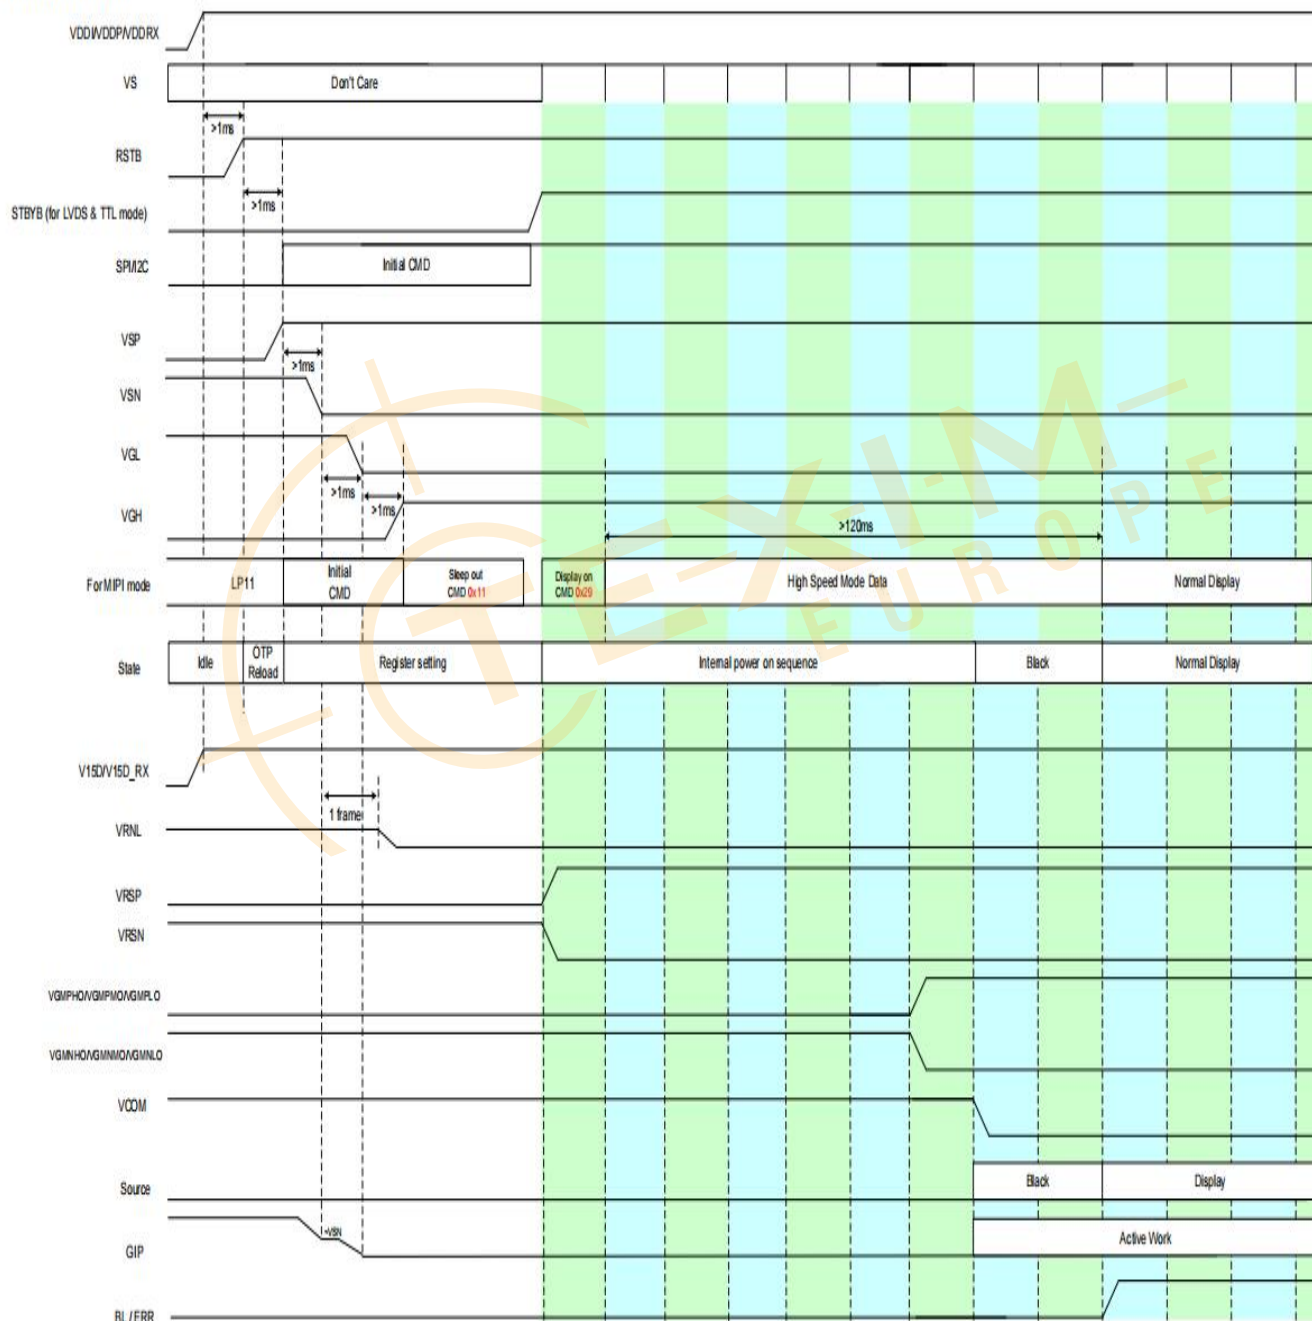 VDDI/VDDP/VDDRX
VS
Don't Care
>1ms
RSTB
>1ms
STBYB (for LVDS & TTL mode)
SPI/I2C
Initial CMD
VSP
>1ms
VSN
VGL
>1ms
>1ms
VGH
>120ms
For MIPI mode
LP11
Initial
CMD
Sleep out
CMD 0x11
Display on
CMD 0x29
High Speed Mode Data
Normal Display
State
Idle
OTP
Reload
Register setting
Internal power on sequence
Black
Normal Display
V15D/V15D_RX
1 frame
VRNL
VRSP
VRSN
VGMPHO/VGMPMO/VGMPLO
VGMNHO/VGMNMO/VGMNLO
VCOM
Source
Black
Display
GIP
=VSN
Active Work
BL / ERR
TEXIM
EUROPE